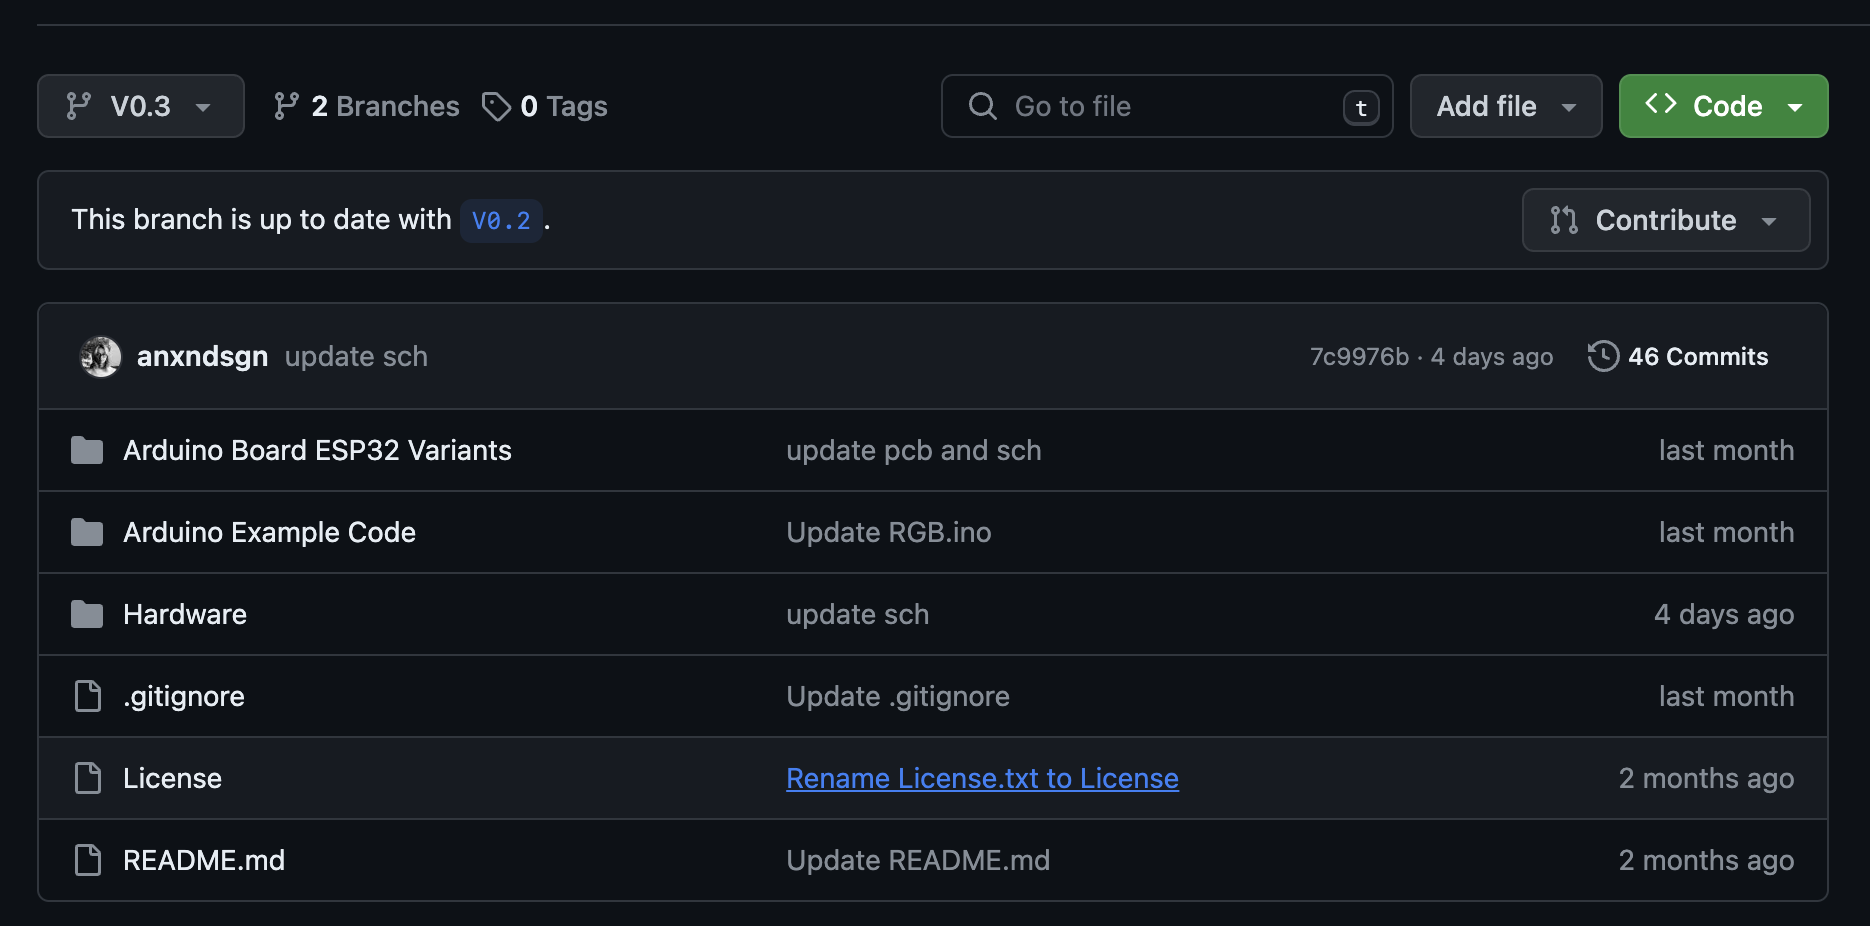 V0.3 2 Branches 0 Tags Go to file t Add file Code
This branch is up to date with V0.2. Contribute
anxndsgn update sch 7c9976b · 4 days ago 46 Commits
Arduino Board ESP32 Variants update pcb and sch last month
Arduino Example Code Update RGB.ino last month
Hardware update sch 4 days ago
.gitignore Update .gitignore last month
License Rename License.txt to License 2 months ago
README.md Update README.md 2 months ago